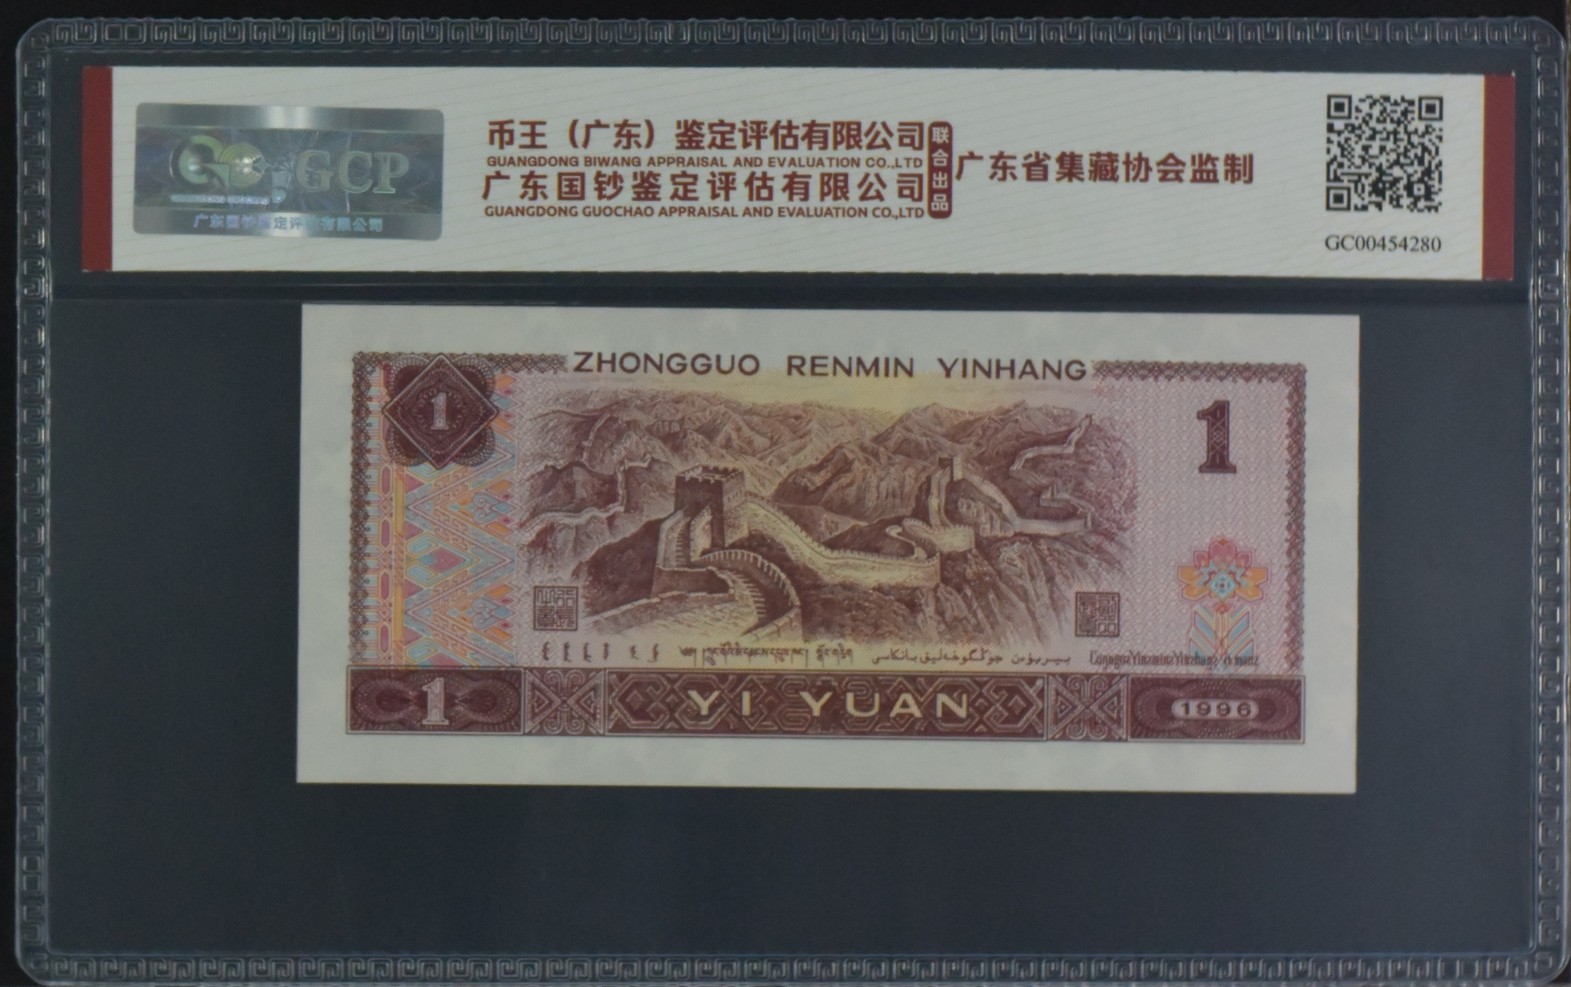 GCP
广东国钞鉴定评估有限公司
币王（广东）鉴定评估有限公司
GUANGDONG BIWANG APPRAISAL AND EVALUATION CO.,LTD
广东国钞鉴定评估有限公司
GUANGDONG GUOCHAO APPRAISAL AND EVALUATION CO.,LTD
联合出品
广东省集藏协会监制
GC00454280
ZHONGGUO RENMIN YINHANG
1
1
1
YI YUAN
1996